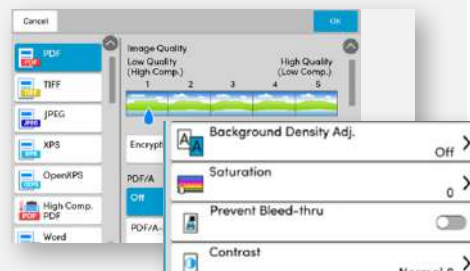 Cancel
OK
PDF
TIFF
JPEG
XPS
OpenXPS
High Comp.
PDF
Word
Image Quality
Low Quality
(High Comp.)
High Quality
(Low Comp.)
1 2 3 4 5
Encrypt
PDF/A
Off
PDF/A-
Background Density Adj.
Off
Saturation
0
Prevent Bleed-thru
Contrast
Normal 0